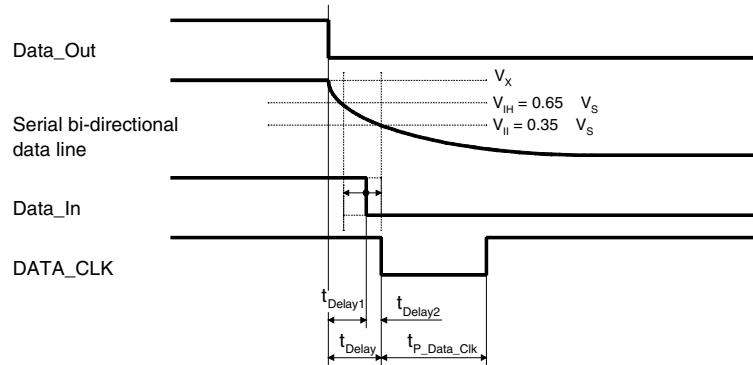 Data_Out
V_X
V_IH = 0.65 V_S
V_Il = 0.35 V_S
Serial bi-directional
data line
Data_In
DATA_CLK
t_Delay1
t_Delay2
t_Delay
t_P_Data_Clk